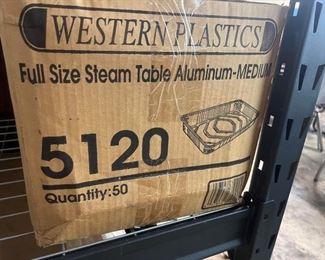 WESTERN PLASTICS
Full Size Steam Table Aluminum-MEDIUM
5120
Quantity:50